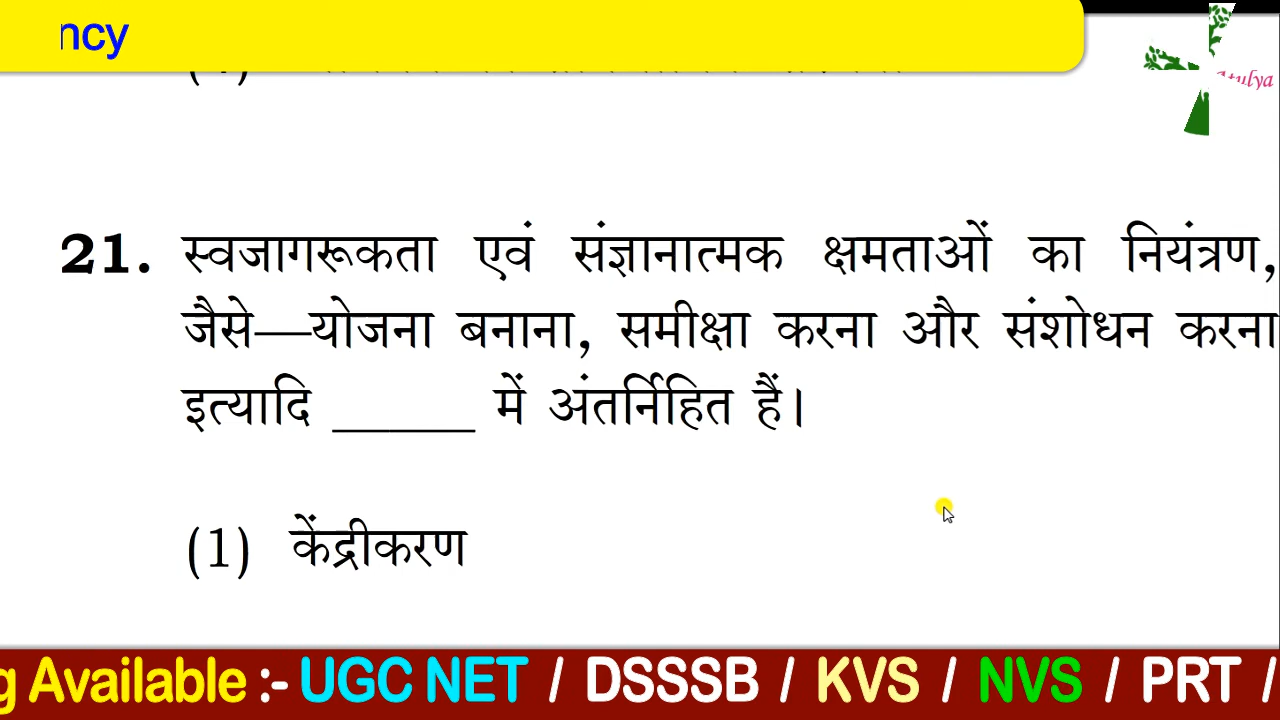 ncy
21. स्वजागरूकता एवं संज्ञानात्मक क्षमताओं का नियंत्रण,
जैसे—योजना बनाना, समीक्षा करना और संशोधन करना
इत्यादि _____ में अंतर्निहित हैं।
(1) केंद्रीकरण
g Available :- UGC NET / DSSSB / KVS / NVS / PRT /